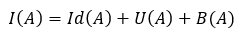 I(A) = Id(A) + U(A) + B(A)